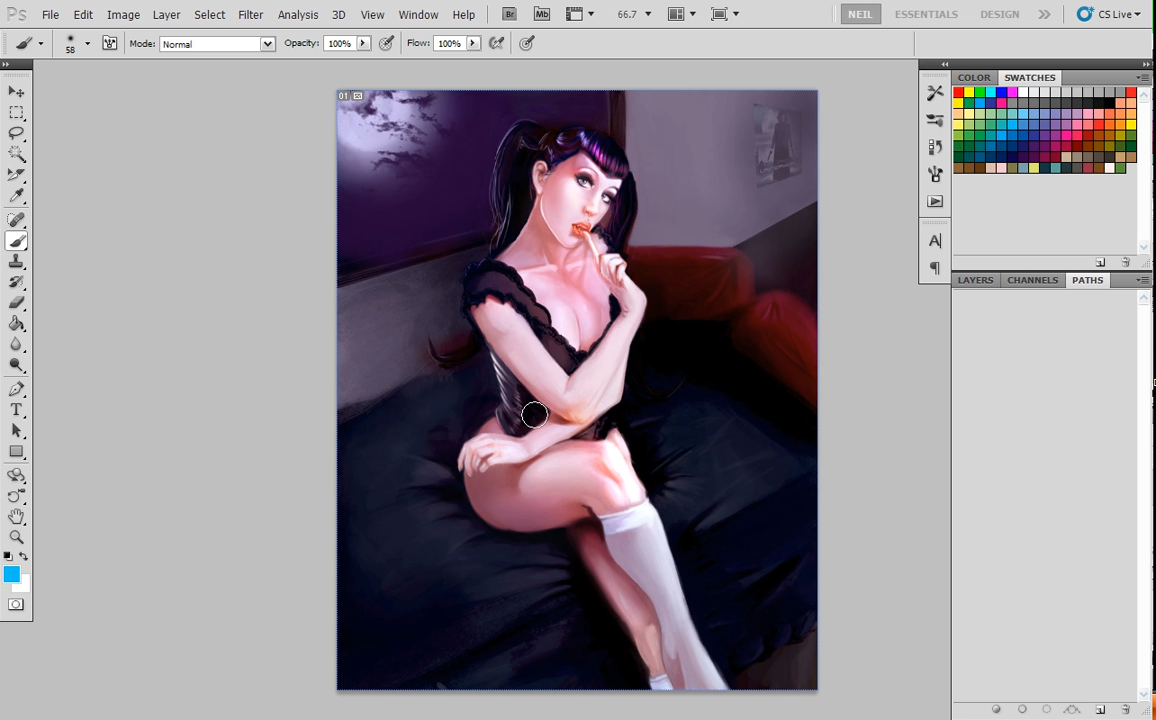 Ps File Edit Image Layer Select Filter Analysis 3D View Window Help Br Mb 66.7 NEIL ESSENTIALS DESIGN CS Live
58 Mode: Normal Opacity: 100% Flow: 100%
COLOR SWATCHES
01
LAYERS CHANNELS PATHS